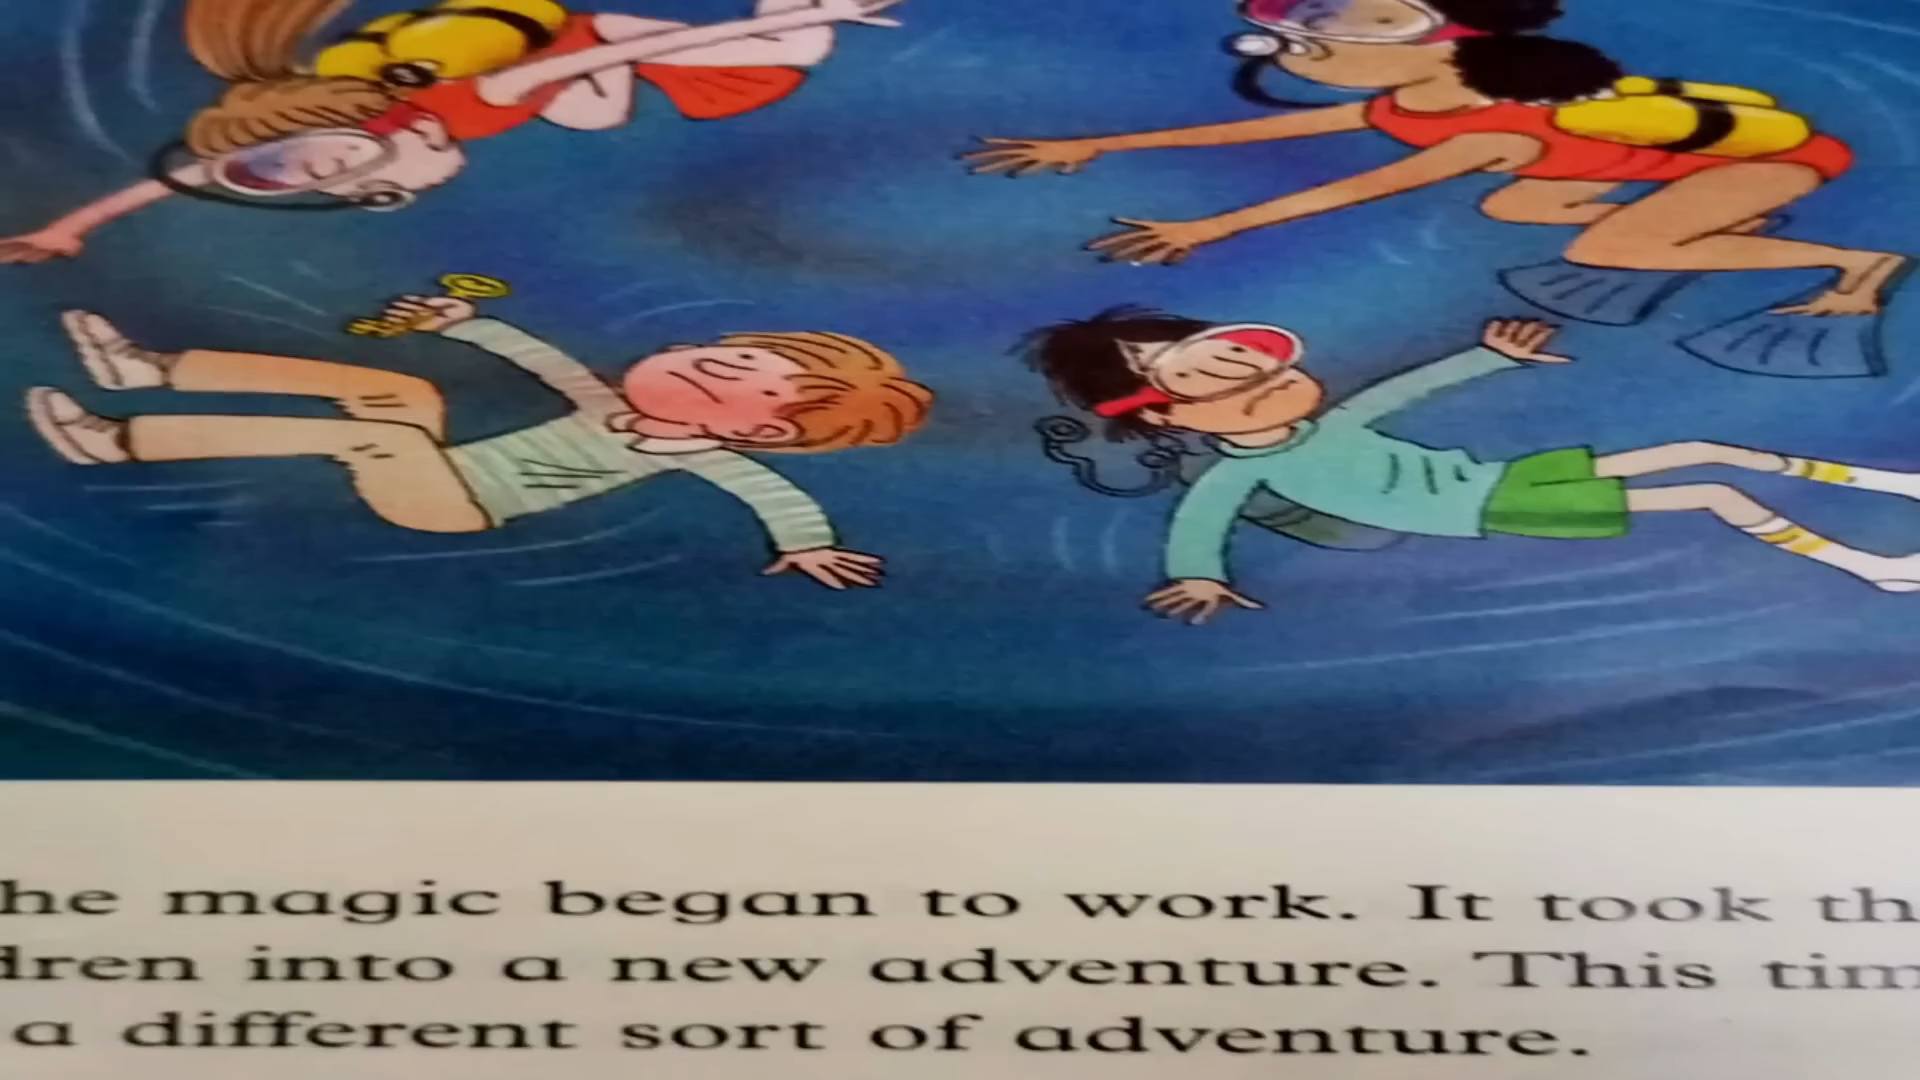 he magic began to work. It took th
dren into a new adventure. This tim
a different sort of adventure.